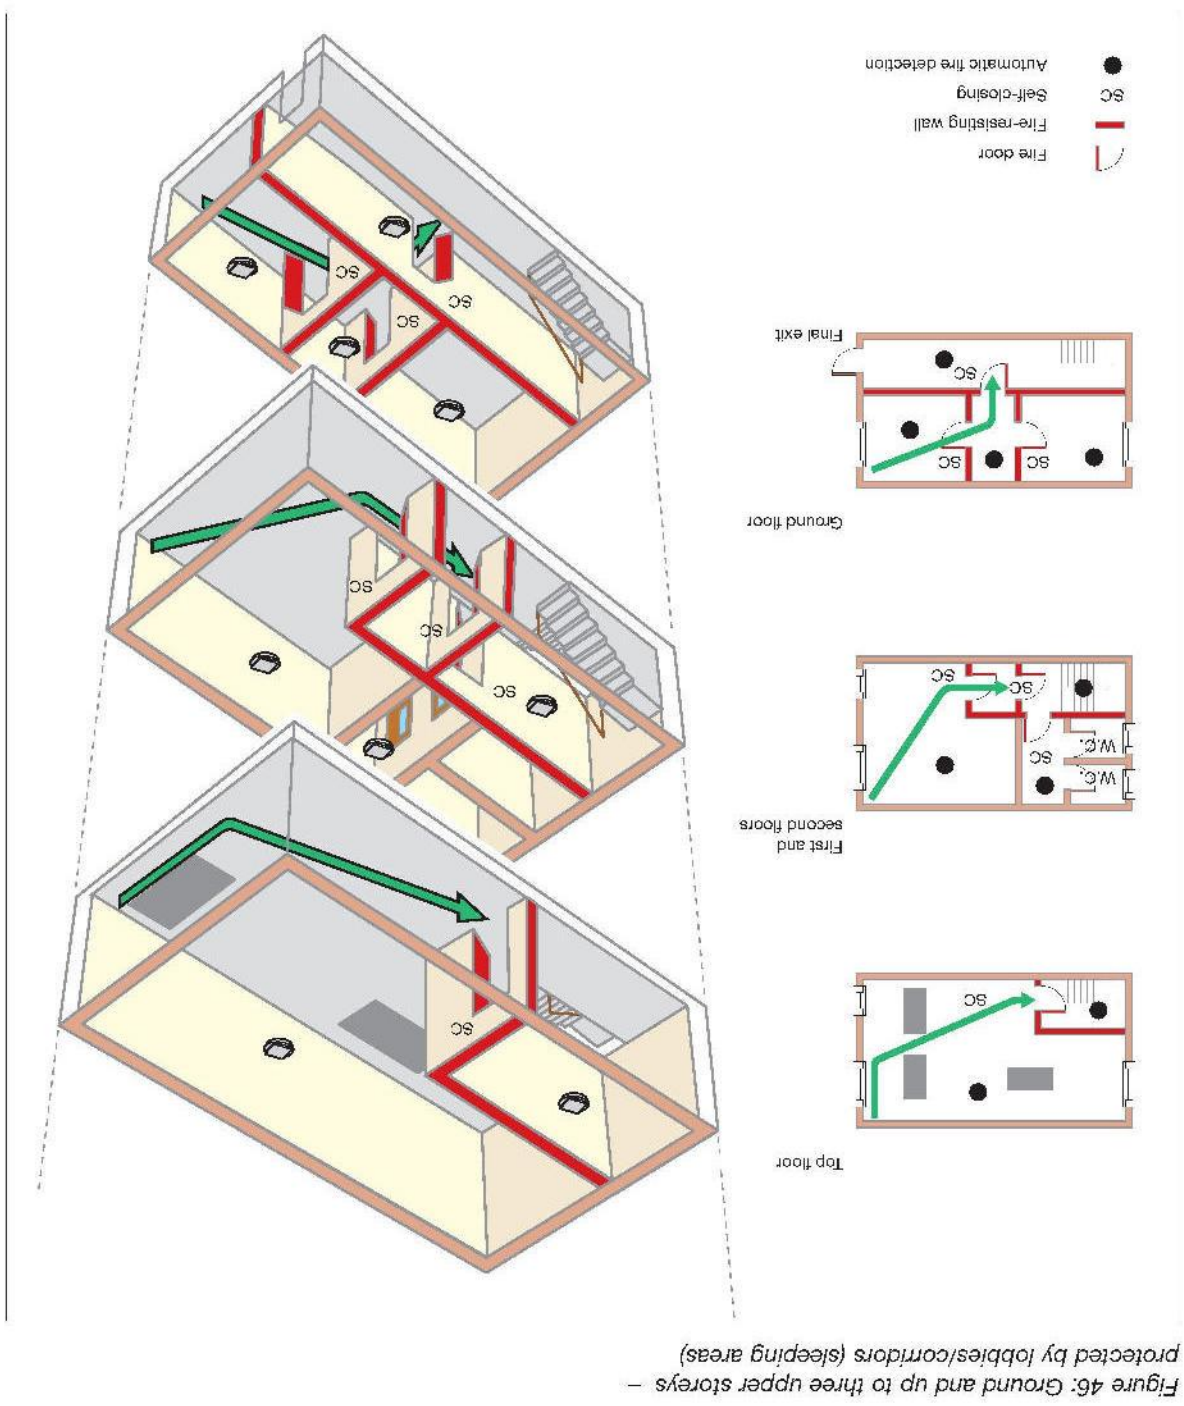 Figure 46: Ground and up to three upper storeys –
protected by lobbies/corridors (sleeping areas)
Top floor
SC
First and
second floors
W.C
W.C
SC
SC
SC
Ground floor
SC
SC
SC
Final exit
Fire door
Fire-resisting wall
SC Self-closing
Automatic fire detection
SC
SC
SC
SC
SC
SC
SC